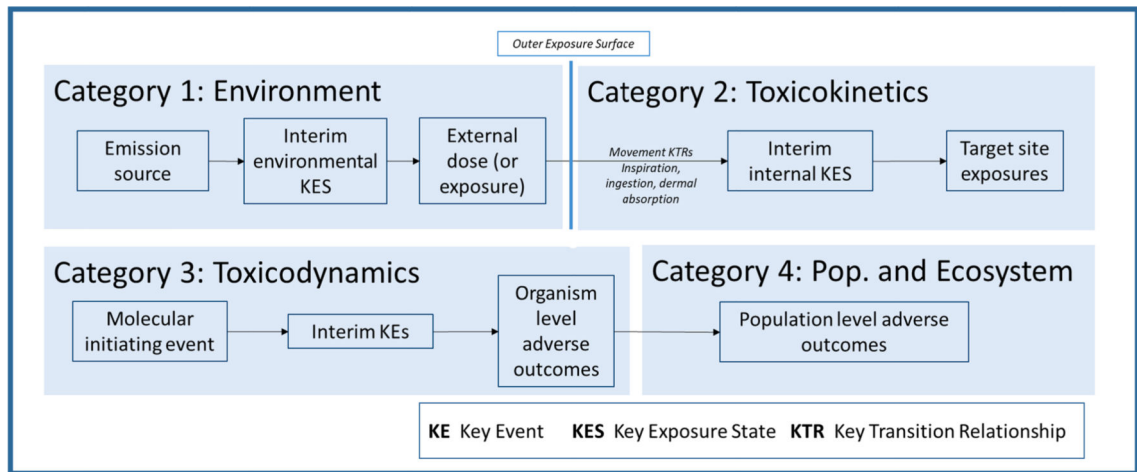 Outer Exposure Surface
Category 1: Environment
Emission
source
Interim
environmental
KES
External
dose (or
exposure)
Category 2: Toxicokinetics
Movement KTRs
Inspiration,
ingestion, dermal
absorption
Interim
internal KES
Target site
exposures
Category 3: Toxicodynamics
Molecular
initiating event
Interim KEs
Organism
level
adverse
outcomes
Category 4: Pop. and Ecosystem
Population level adverse
outcomes
KE Key Event KES Key Exposure State KTR Key Transition Relationship